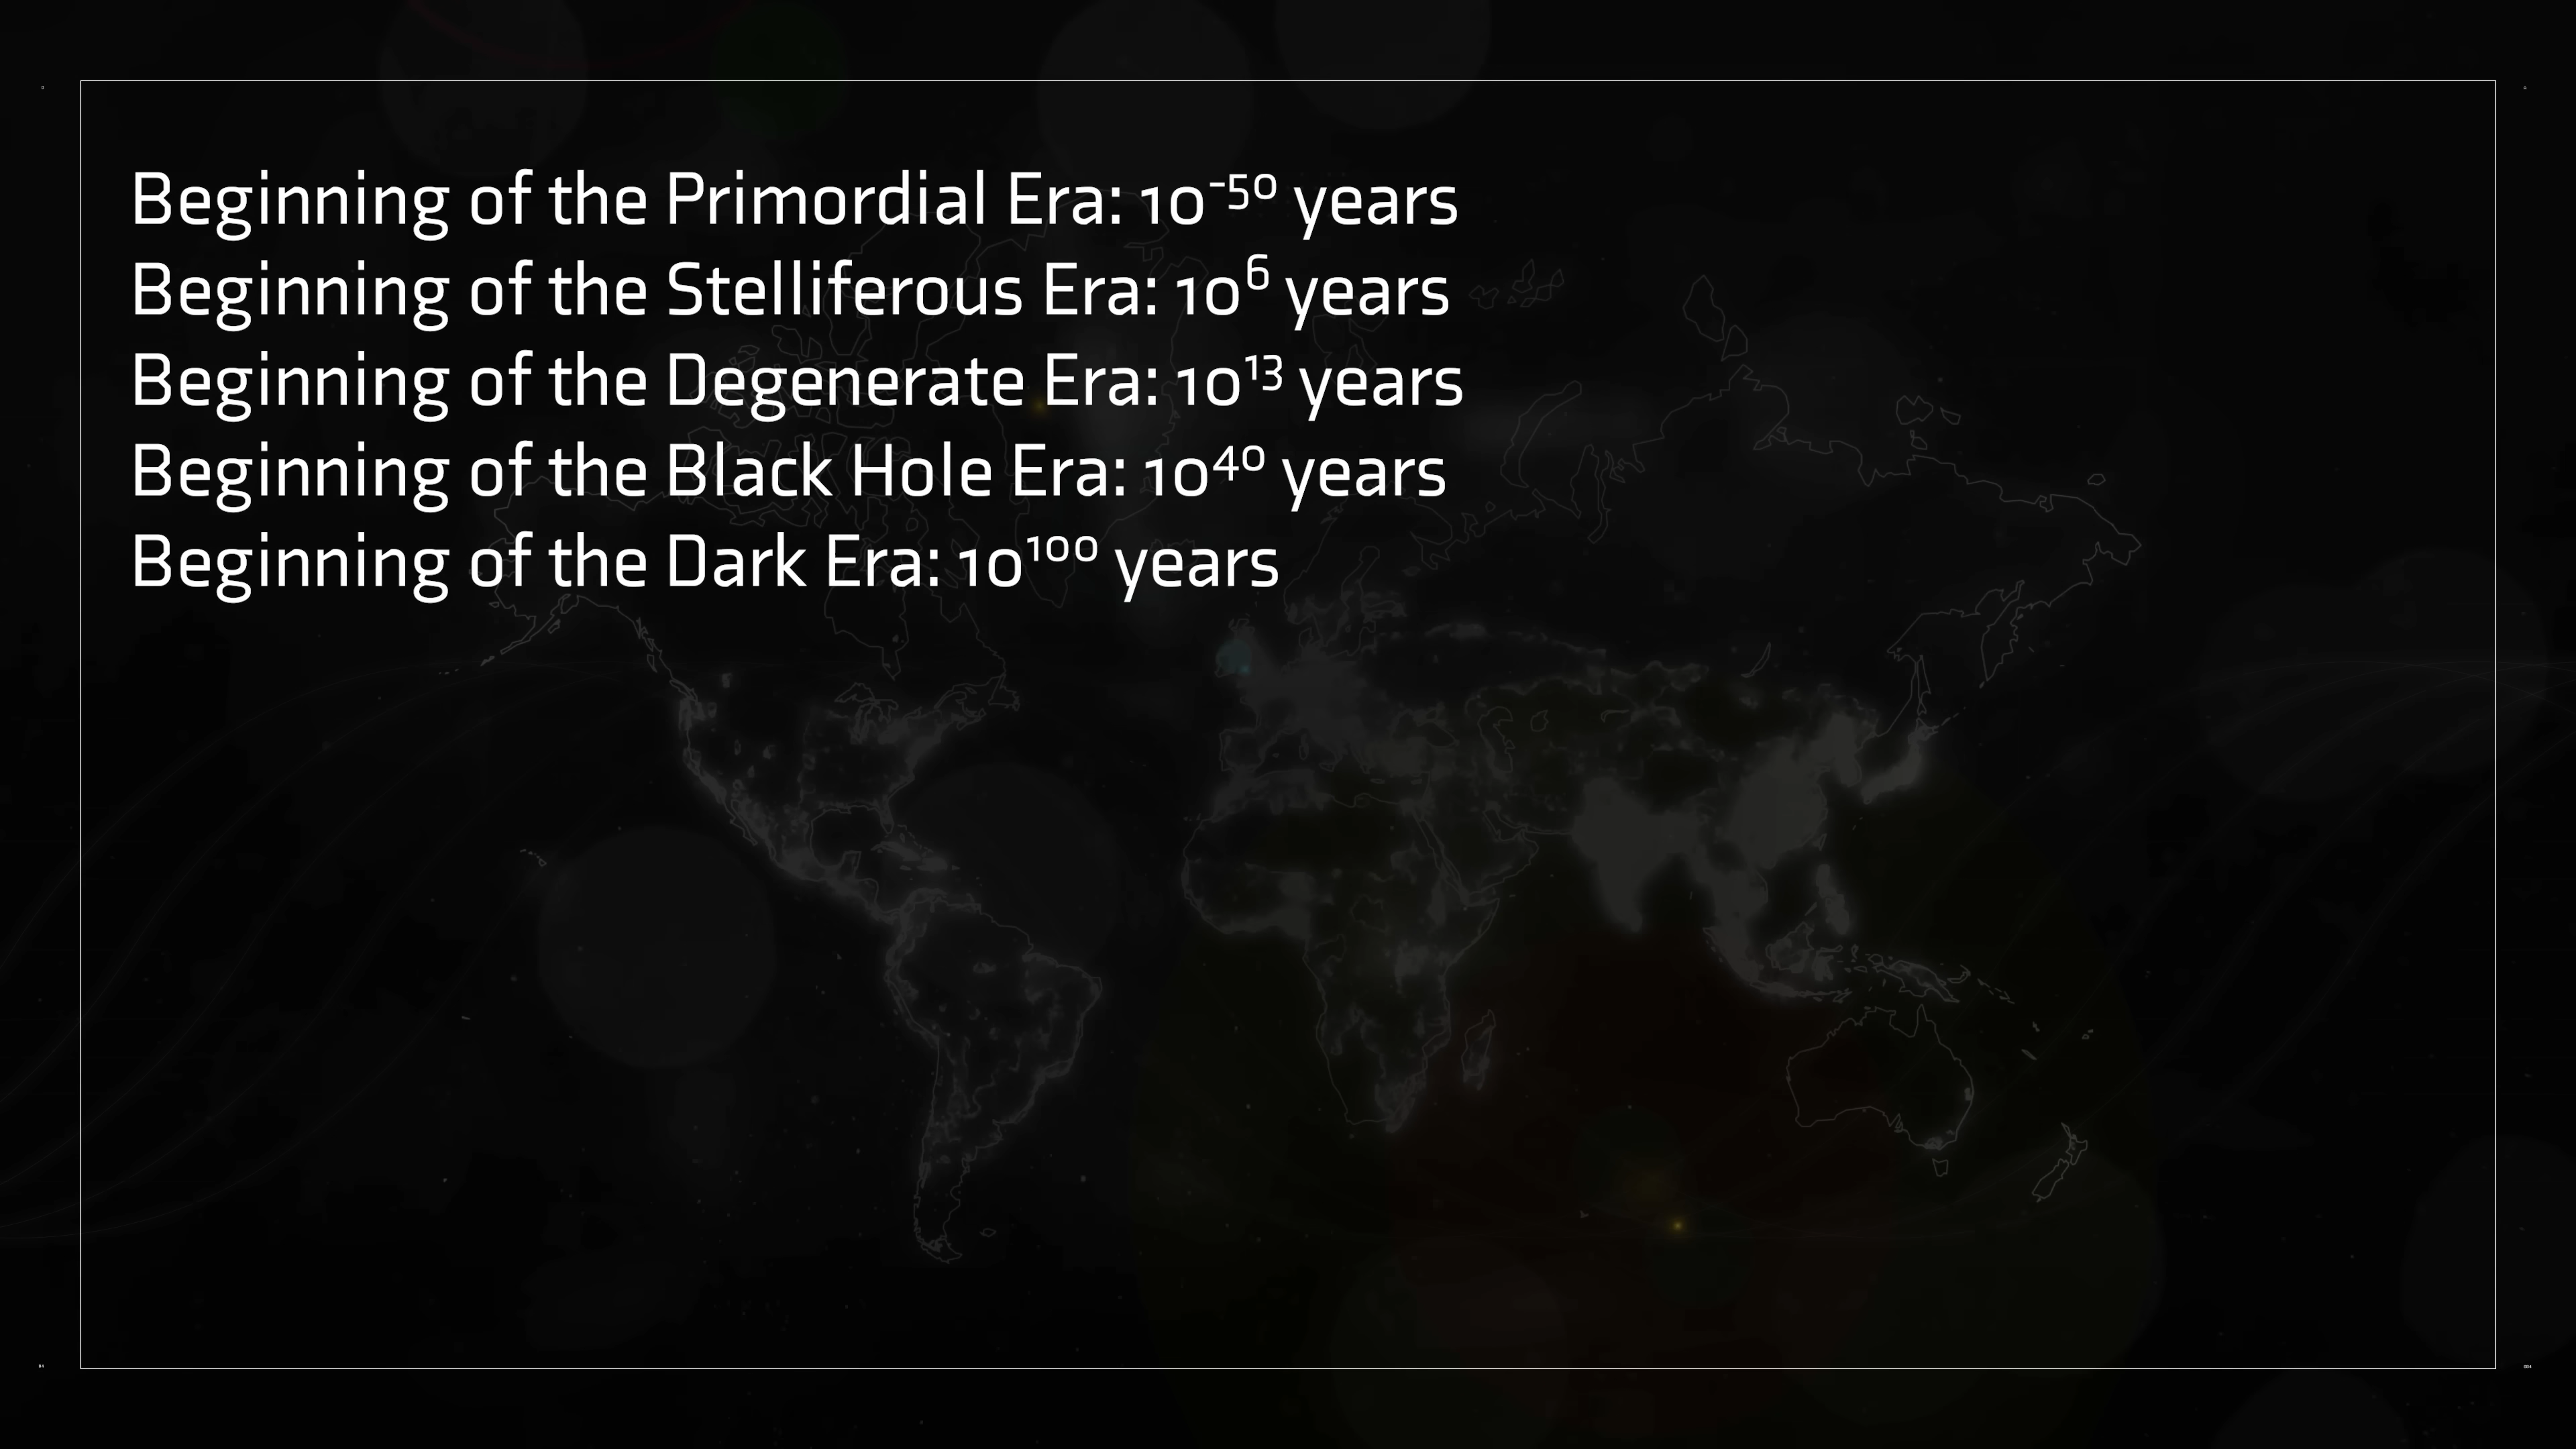 Beginning of the Primordial Era: 10⁻⁵⁰ years
Beginning of the Stelliferous Era: 10⁶ years
Beginning of the Degenerate Era: 10¹³ years
Beginning of the Black Hole Era: 10⁴⁰ years
Beginning of the Dark Era: 10¹⁰⁰ years